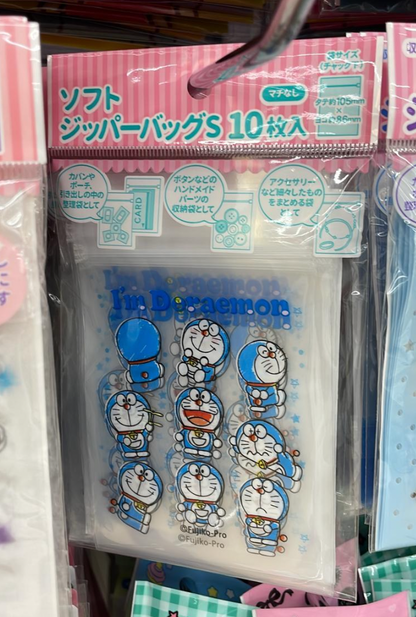 ソフト
ジッパーバッグS 10枚入
マチなし
袋サイズ
(チャック下)
タテ約105mm
×
ヨコ約86mm
カバンや
ポーチ、
引き出しの中の
整理袋として
CARD
ボタンなどの
ハンドメイド
パーツの
収納袋として
アクセサリー
など細々したもの
をまとめる袋
として
I'm Doraemon
©Fujiko-Pro
©Fujiko-Pro